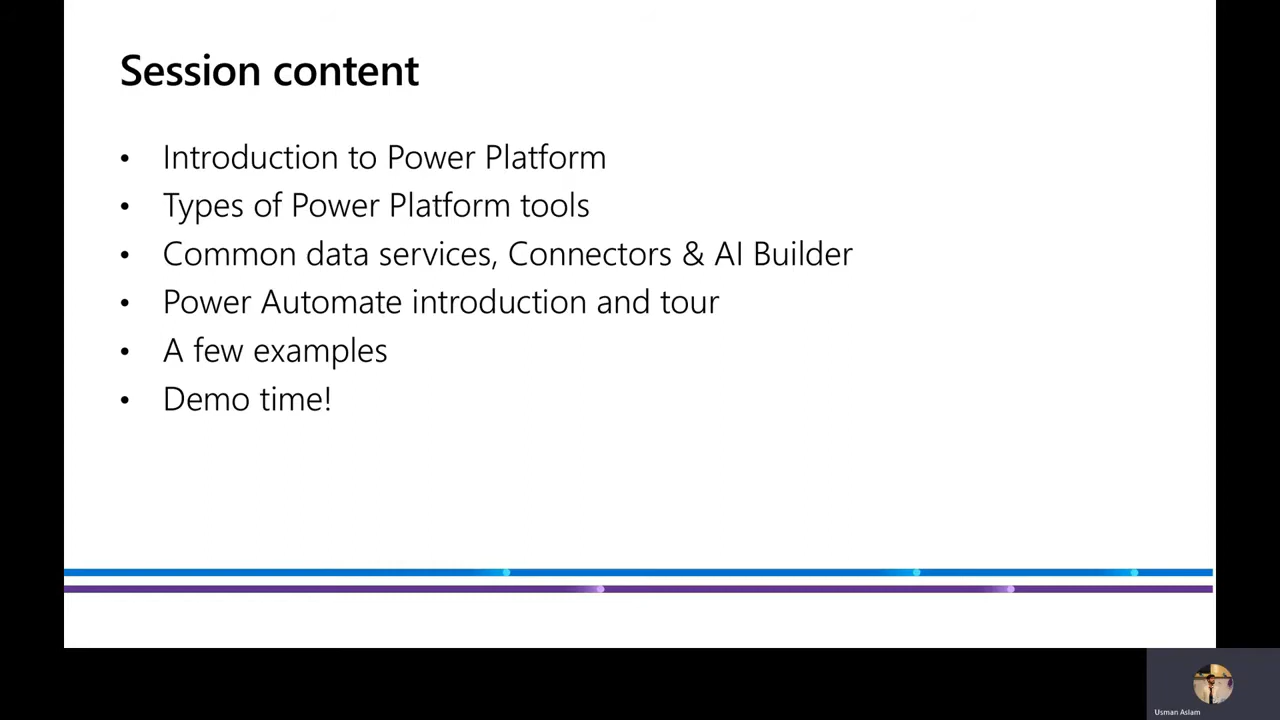 Session content
• Introduction to Power Platform
• Types of Power Platform tools
• Common data services, Connectors & AI Builder
• Power Automate introduction and tour
• A few examples
• Demo time!
Usman Aslam